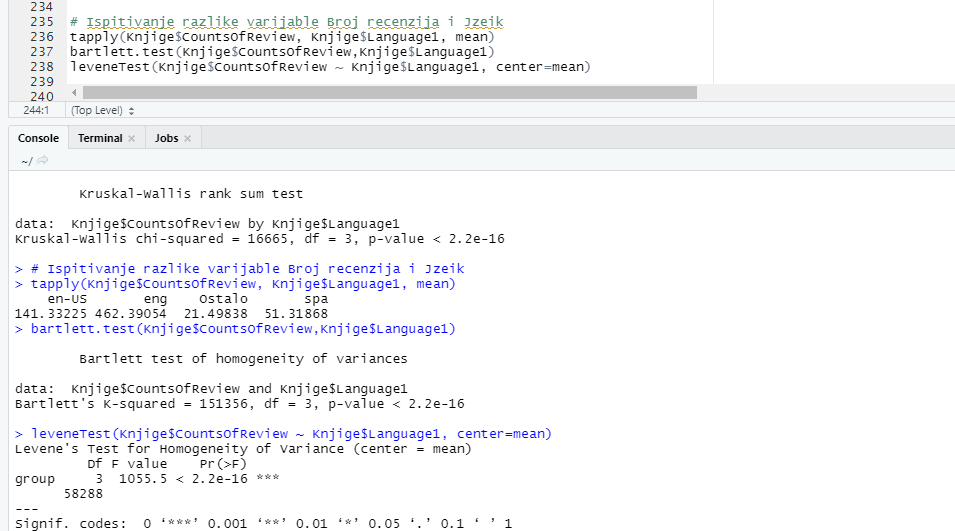 234
235 # Ispitivanje razlike varijable Broj recenzija i Jzeik
236 tapply(Knjige$CountsOfReview, Knjige$Language1, mean)
237 bartlett.test(Knjige$CountsOfReview,Knjige$Language1)
238 leveneTest(Knjige$CountsOfReview ~ Knjige$Language1, center=mean)
239
240
244:1 (Top Level)
Console Terminal Jobs
~/
Kruskal-Wallis rank sum test
data: Knjige$CountsOfReview by Knjige$Language1
Kruskal-Wallis chi-squared = 16665, df = 3, p-value < 2.2e-16
> # Ispitivanje razlike varijable Broj recenzija i Jzeik
> tapply(Knjige$CountsOfReview, Knjige$Language1, mean)
en-US eng Ostalo spa
141.33225 462.39054 21.49838 51.31868
> bartlett.test(Knjige$CountsOfReview,Knjige$Language1)
Bartlett test of homogeneity of variances
data: Knjige$CountsOfReview and Knjige$Language1
Bartlett's K-squared = 151356, df = 3, p-value < 2.2e-16
> leveneTest(Knjige$CountsOfReview ~ Knjige$Language1, center=mean)
Levene's Test for Homogeneity of Variance (center = mean)
Df F value Pr(>F)
group 3 1055.5 < 2.2e-16 ***
58288
---
Signif. codes: 0 ‘***’ 0.001 ‘**’ 0.01 ‘*’ 0.05 ‘.’ 0.1 ‘ ’ 1